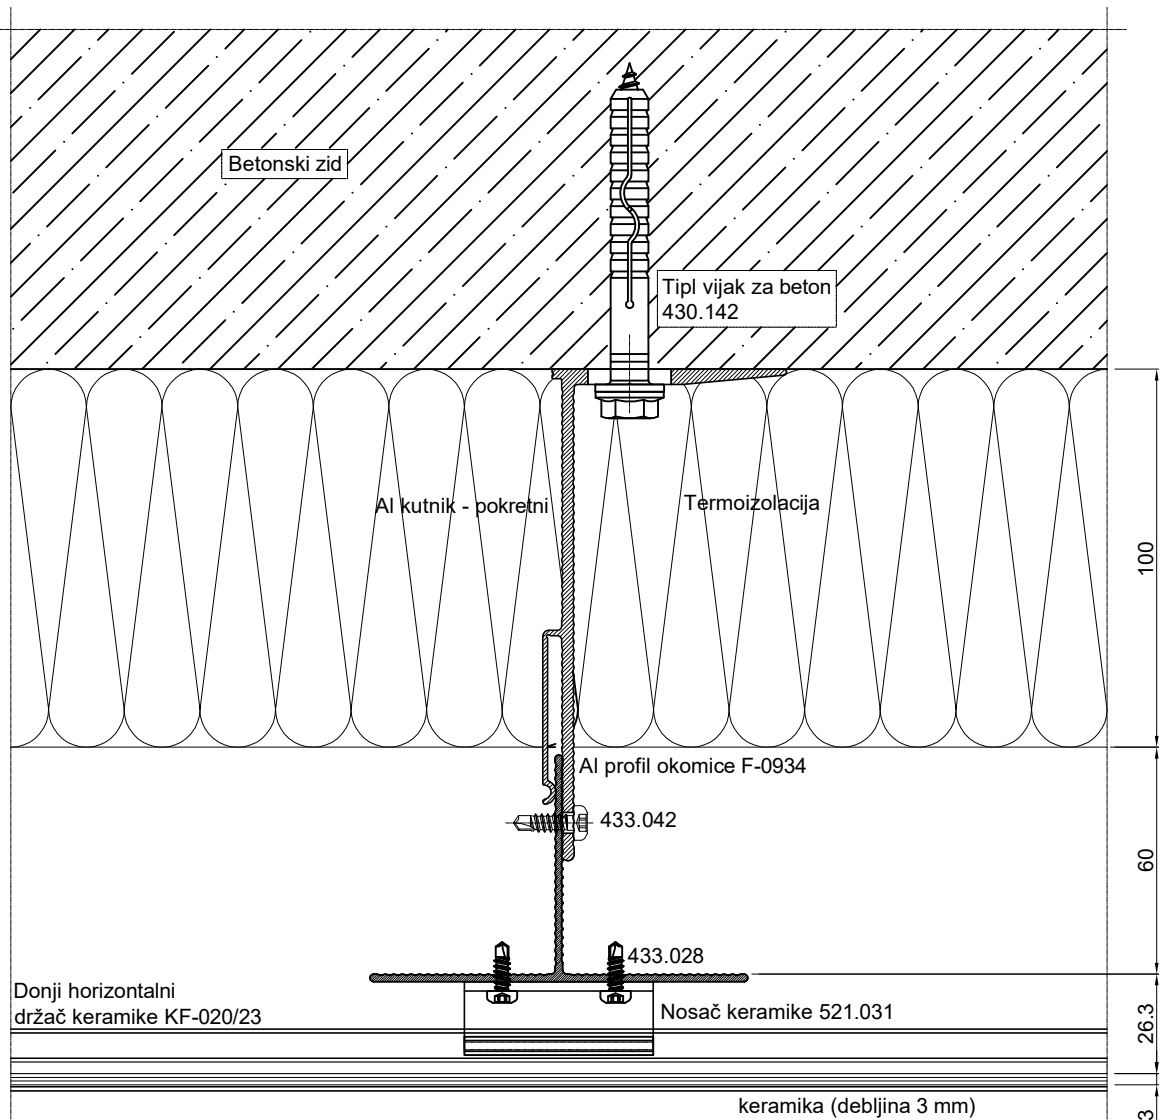 Betonski zid
Tipl vijak za beton
430.142
Al kutnik - pokretni
Termoizolacija
100
Al profil okomice F-0934
433.042
60
433.028
Donji horizontalni
držač keramike KF-020/23
Nosač keramike 521.031
26.3
keramika (debljina 3 mm)
3